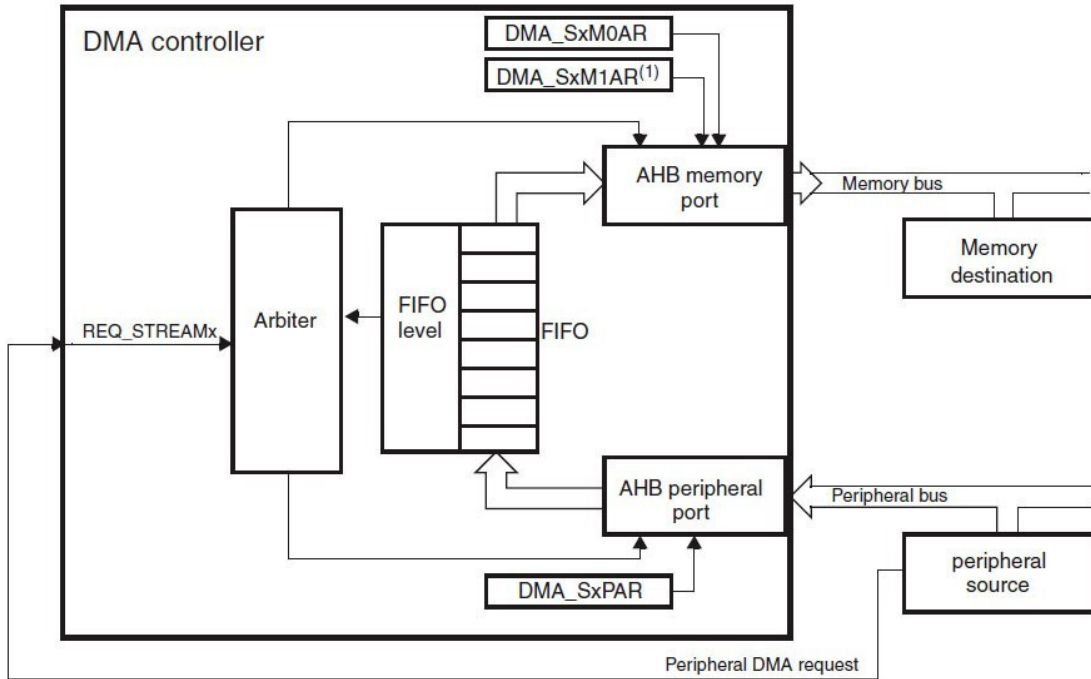 DMA controller
DMA_SxM0AR
DMA_SxM1AR(1)
AHB memory
port
Memory bus
Memory
destination
REQ_STREAMx
Arbiter
FIFO
level
FIFO
AHB peripheral
port
Peripheral bus
peripheral
source
DMA_SxPAR
Peripheral DMA request